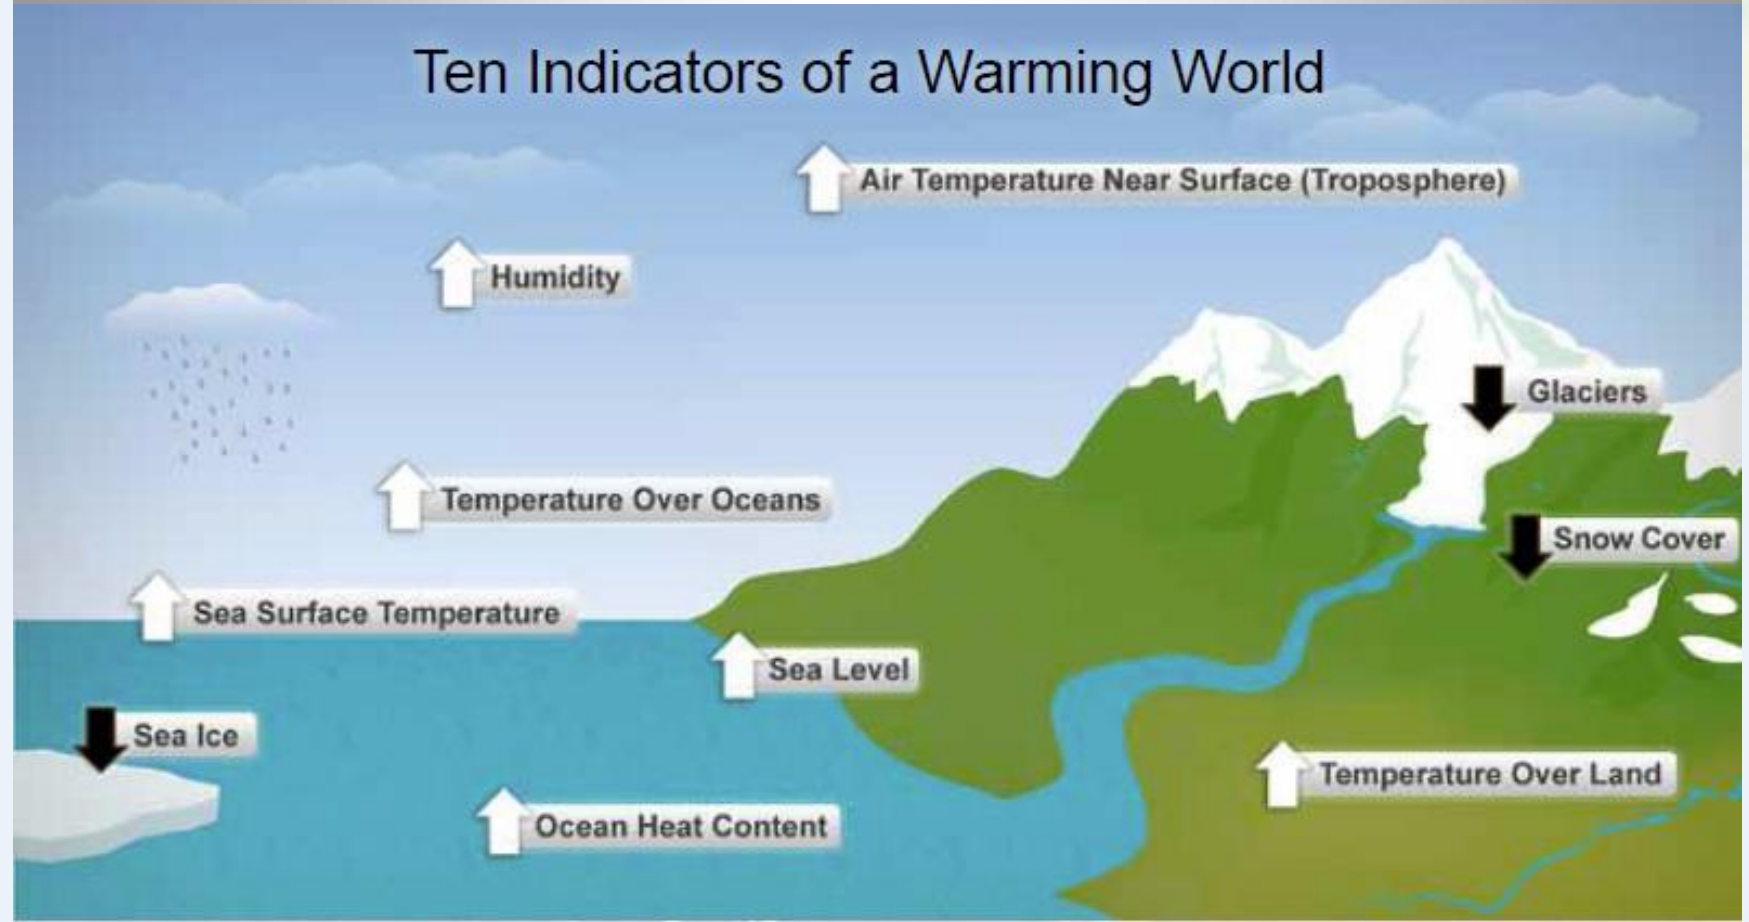 Ten Indicators of a Warming World
Air Temperature Near Surface (Troposphere)
Humidity
Glaciers
Temperature Over Oceans
Snow Cover
Sea Surface Temperature
Sea Level
Sea Ice
Temperature Over Land
Ocean Heat Content